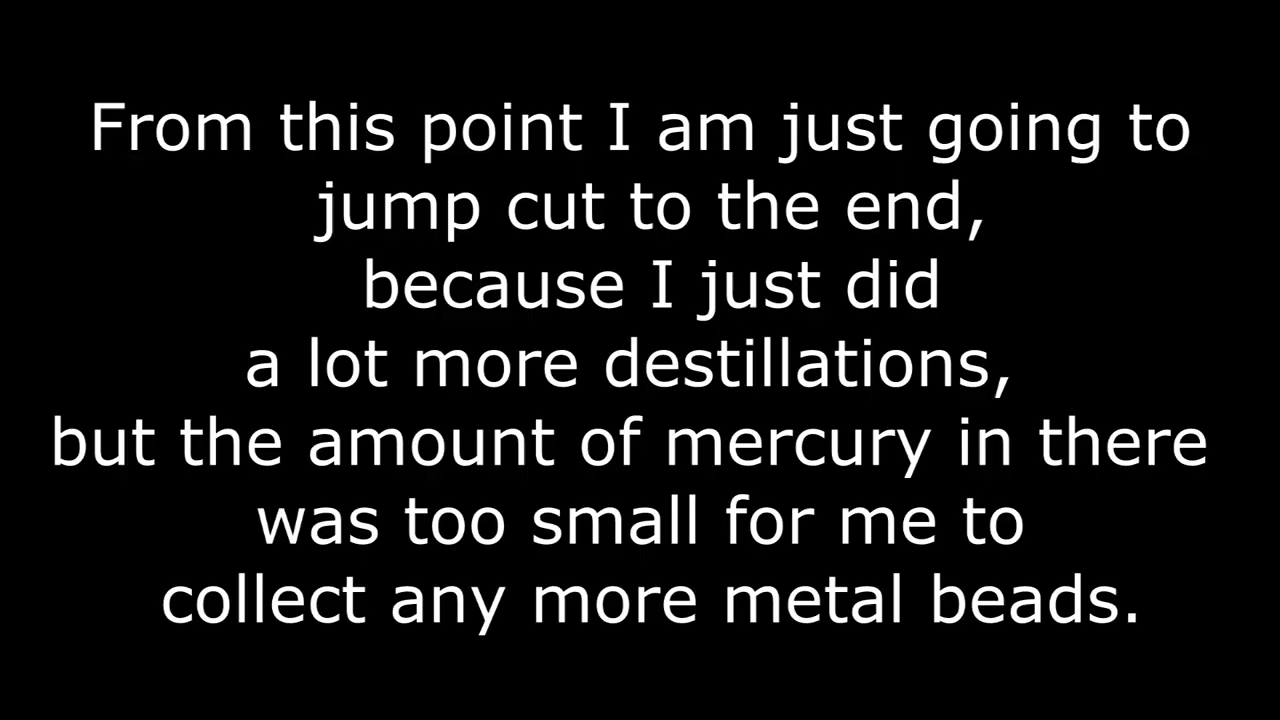 From this point I am just going to
jump cut to the end,
because I just did
a lot more destillations,
but the amount of mercury in there
was too small for me to
collect any more metal beads.